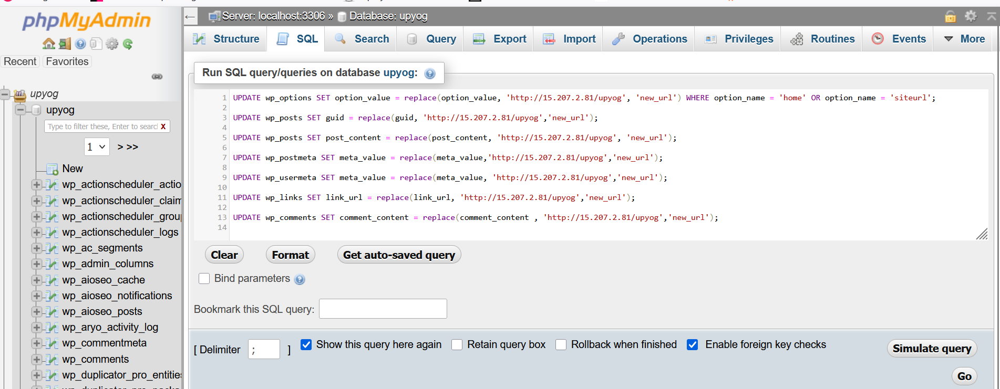 phpMyAdmin
Recent Favorites
upyog
upyog
Type to filter these, Enter to search X
1 > >>
New
wp_actionscheduler_actio
wp_actionscheduler_claim
wp_actionscheduler_grou
wp_actionscheduler_logs
wp_ac_segments
wp_admin_columns
wp_aioseo_cache
wp_aioseo_notifications
wp_aioseo_posts
wp_aryo_activity_log
wp_commentmeta
wp_comments
wp_duplicator_pro_entitie
← Server: localhost:3306 » Database: upyog
Structure SQL Search Query Export Import Operations Privileges Routines Events More
Run SQL query/queries on database upyog:
1 UPDATE wp_options SET option_value = replace(option_value, 'http://15.207.2.81/upyog', 'new_url') WHERE option_name = 'home' OR option_name = 'siteurl';
2
3 UPDATE wp_posts SET guid = replace(guid, 'http://15.207.2.81/upyog','new_url');
4
5 UPDATE wp_posts SET post_content = replace(post_content, 'http://15.207.2.81/upyog', 'new_url');
6
7 UPDATE wp_postmeta SET meta_value = replace(meta_value,'http://15.207.2.81/upyog','new_url');
8
9 UPDATE wp_usermeta SET meta_value = replace(meta_value, 'http://15.207.2.81/upyog','new_url');
10
11 UPDATE wp_links SET link_url = replace(link_url, 'http://15.207.2.81/upyog','new_url');
12
13 UPDATE wp_comments SET comment_content = replace(comment_content , 'http://15.207.2.81/upyog','new_url');
14
Clear Format Get auto-saved query
Bind parameters
Bookmark this SQL query:
[ Delimiter ; ] Show this query here again Retain query box Rollback when finished Enable foreign key checks
Simulate query
Go